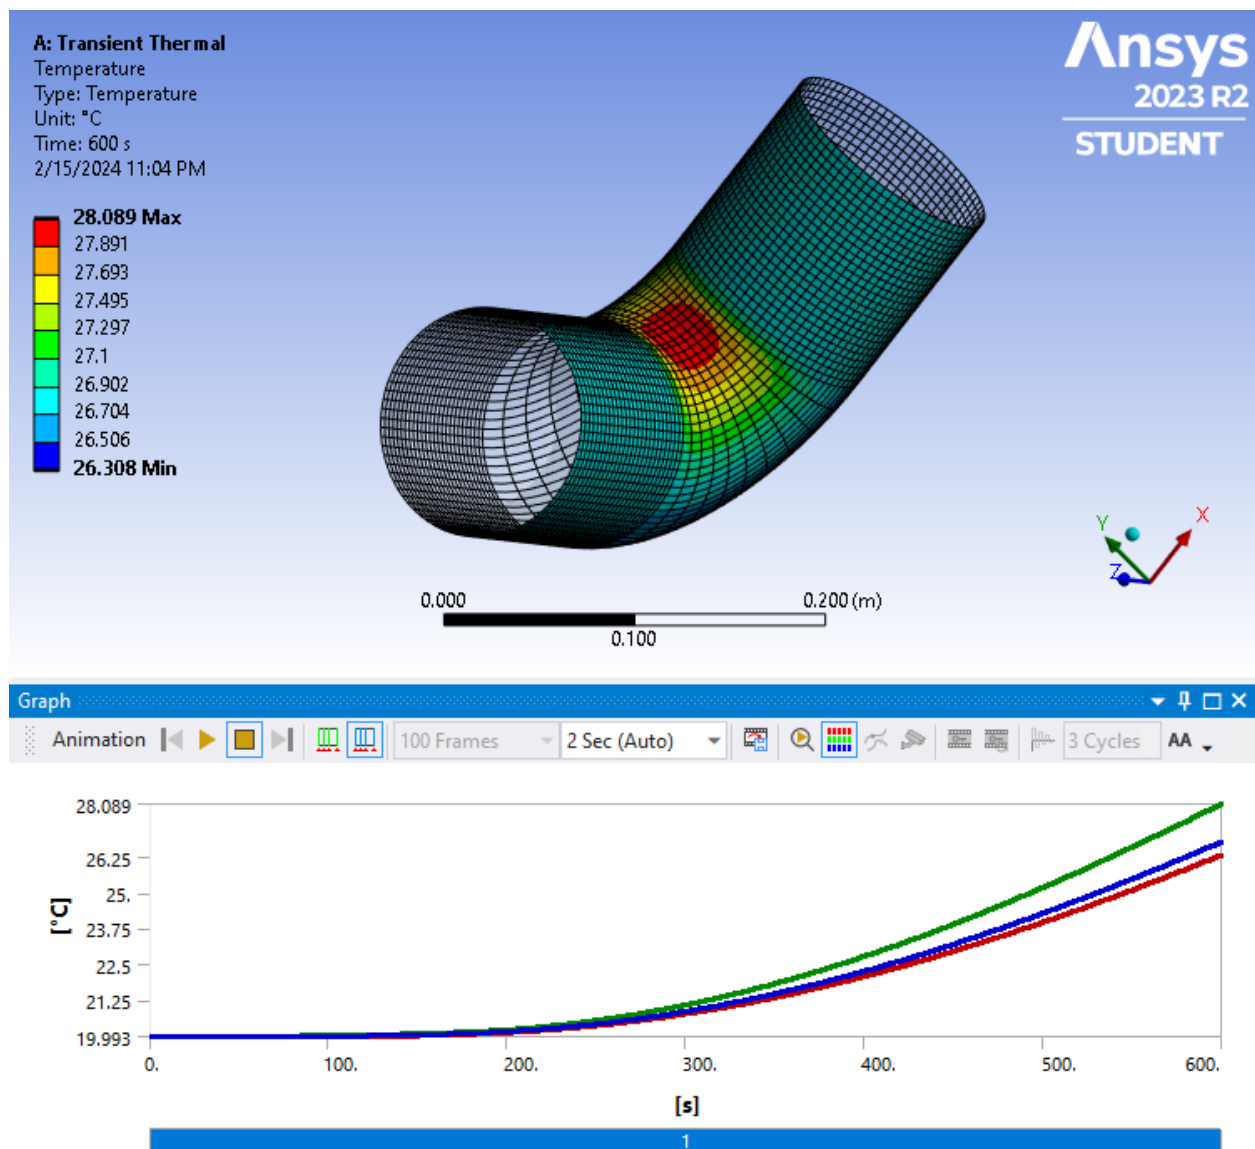 A: Transient Thermal
Temperature
Type: Temperature
Unit: °C
Time: 600 s
2/15/2024 11:04 PM
Ansys
2023 R2
STUDENT
28.089 Max
27.891
27.693
27.495
27.297
27.1
26.902
26.704
26.506
26.308 Min
Y
X
Z
0.000
0.200 (m)
0.100
Graph
Animation
100 Frames
2 Sec (Auto)
3 Cycles
AA
28.089
26.25
25.
23.75
22.5
21.25
19.993
[°C]
0.
100.
200.
300.
400.
500.
600.
[s]
1